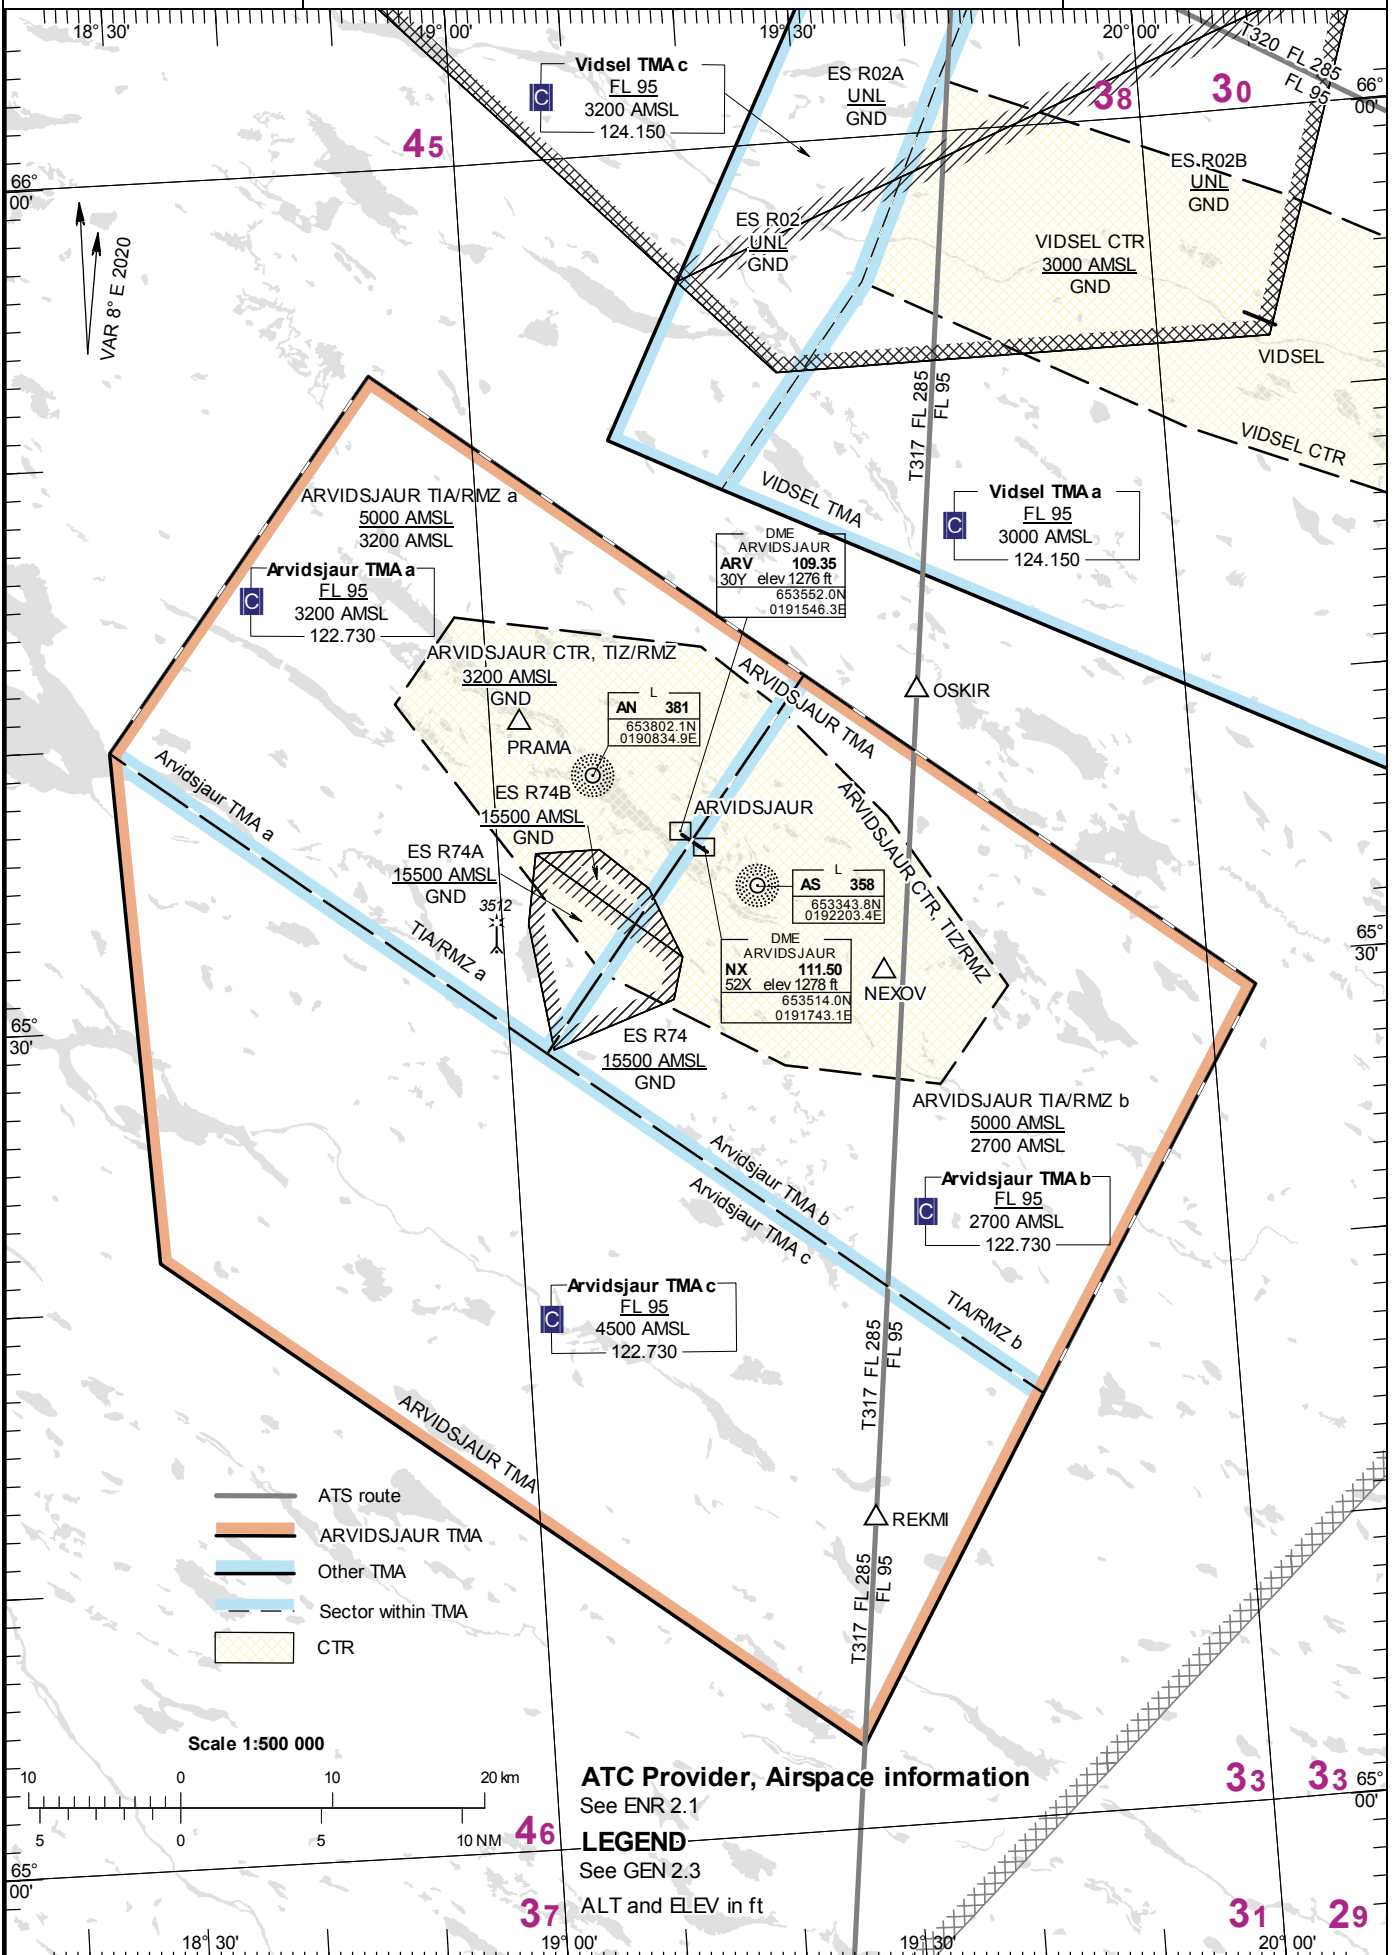 18°30'
19°00'
19°30'
20°00'
T320 FL 285
FL 95
66°
00'
Vidsel TMA c
C
FL 95
3200 AMSL
124.150
ES R02A
UNL
GND
38
30
45
ES R02B
UNL
GND
66°
00'
VAR 8° E 2020
ES R02
UNL
GND
VIDSEL CTR
3000 AMSL
GND
VIDSEL
T317 FL 285
FL 95
VIDSEL CTR
VIDSEL TMA
Vidsel TMA a
C
FL 95
3000 AMSL
124.150
ARVIDSJAUR TIA/RMZ a
5000 AMSL
3200 AMSL
Arvidsjaur TMA a
C
FL 95
3200 AMSL
122.730
DME
ARVIDSJAUR
ARV 109.35
30Y elev 1276 ft
653552.0N
0191546.3E
ARVIDSJAUR CTR, TIZ/RMZ
3200 AMSL
GND
PRAMA
L
AN 381
653802.1N
0190834.9E
ARVIDSJAUR TMA
OSKIR
Arvidsjaur TMA a
ES R74B
15500 AMSL
GND
ARVIDSJAUR
ARVIDSJAUR CTR, TIZ/RMZ
ES R74A
15500 AMSL
GND
3512
L
AS 358
653343.8N
0192203.4E
TIA/RMZ a
DME
ARVIDSJAUR
NX 111.50
52X elev 1278 ft
653514.0N
0191743.1E
NEXOV
65°
30'
65°
30'
ES R74
15500 AMSL
GND
ARVIDSJAUR TIA/RMZ b
5000 AMSL
2700 AMSL
Arvidsjaur TMA b
Arvidsjaur TMA c
Arvidsjaur TMA b
C
FL 95
2700 AMSL
122.730
Arvidsjaur TMA c
C
FL 95
4500 AMSL
122.730
TIA/RMZ b
T317 FL 285
FL 95
ARVIDSJAUR TMA
REKMI
T317 FL 285
FL 95
ATS route
ARVIDSJAUR TMA
Other TMA
Sector within TMA
CTR
Scale 1:500 000
10 0 10 20 km
5 0 5 10 NM
ATC Provider, Airspace information
See ENR 2.1
LEGEND
See GEN 2.3
ALT and ELEV in ft
46
37
33
33
65°
00'
65°
00'
31
29
18°30'
19°00'
19°30'
20°00'